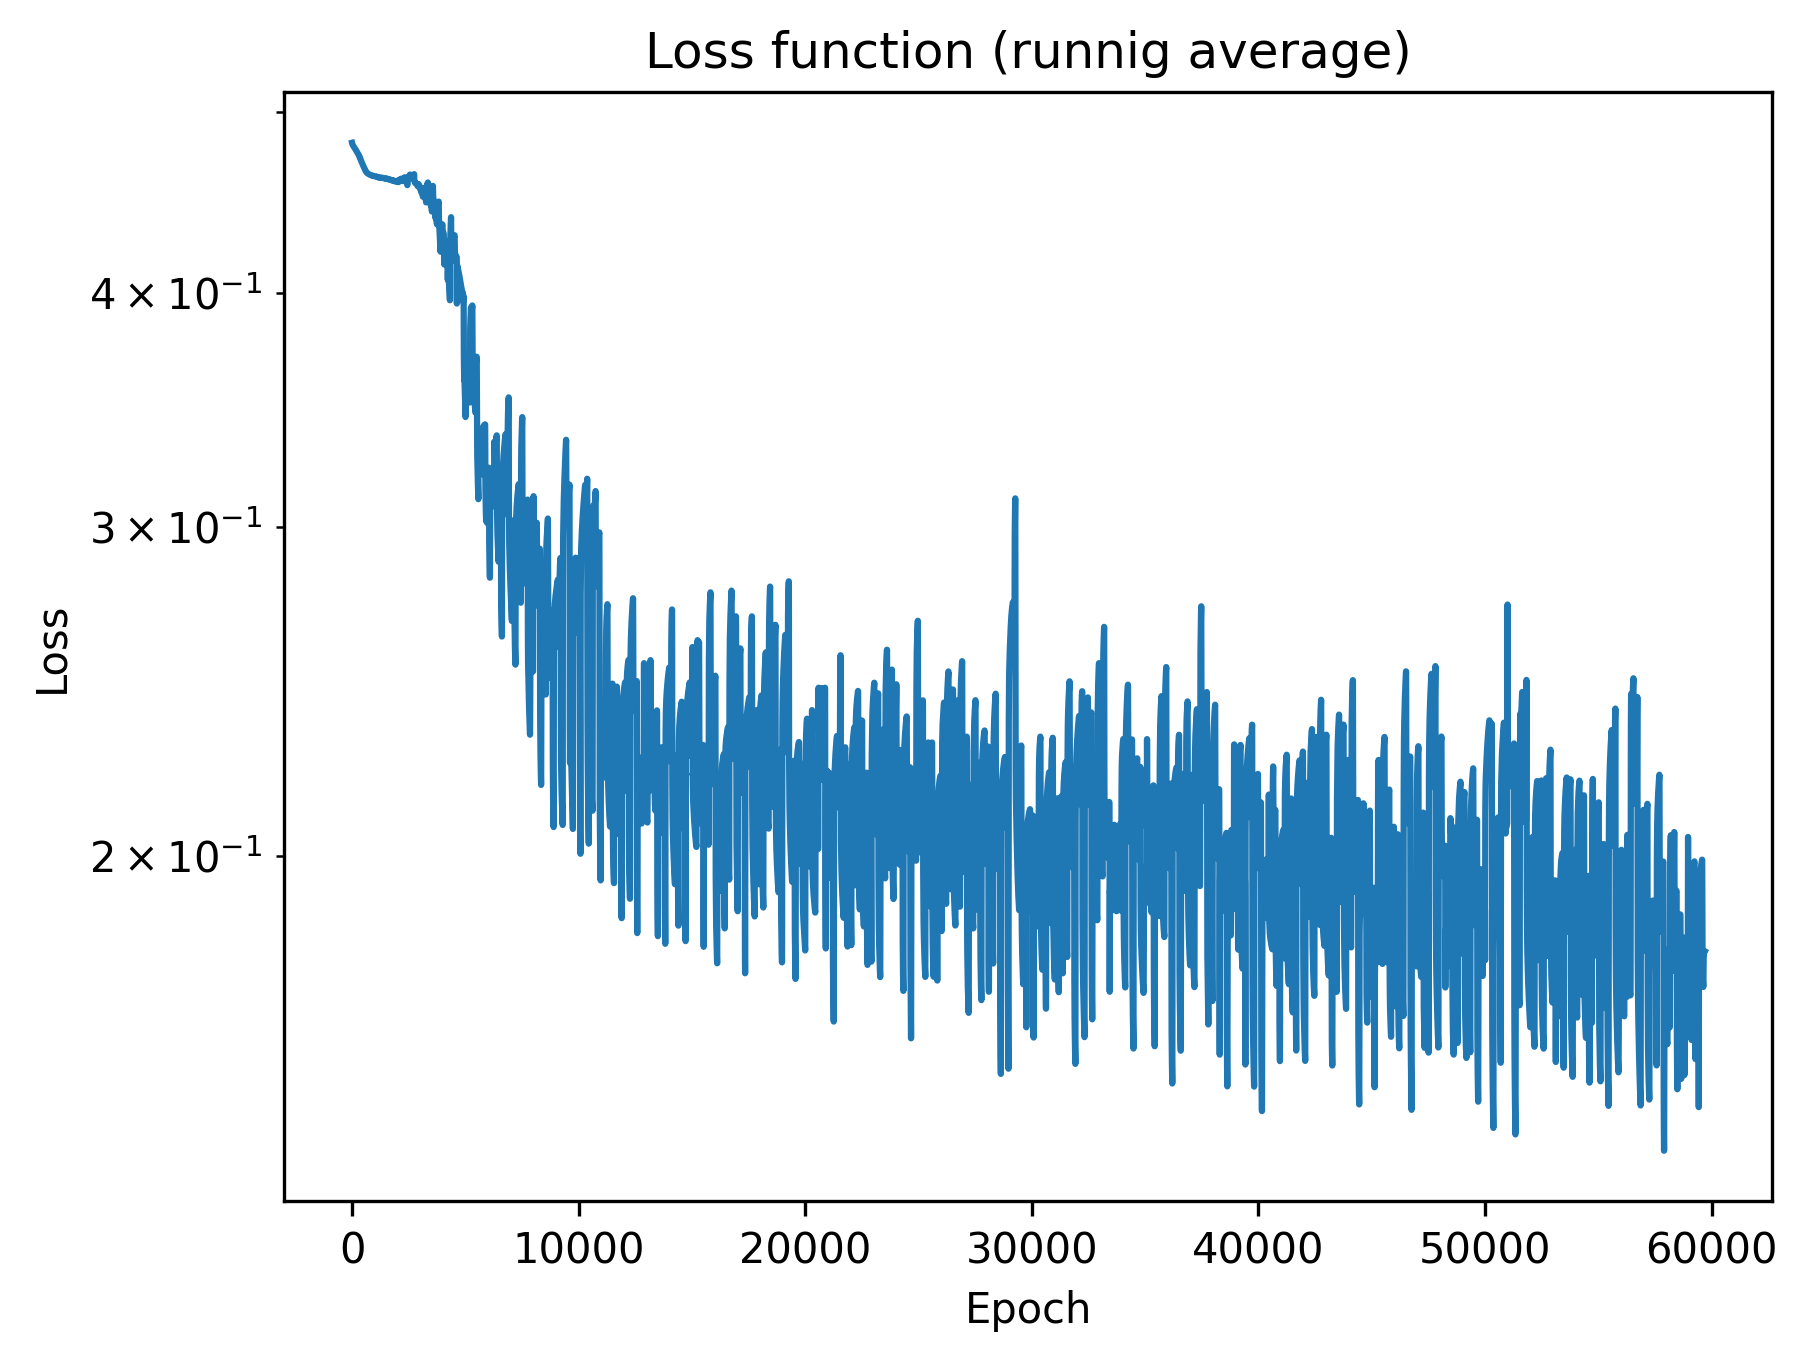 Loss function (runnig average)
4 × 10⁻¹
3 × 10⁻¹
2 × 10⁻¹
Loss
0 10000 20000 30000 40000 50000 60000
Epoch